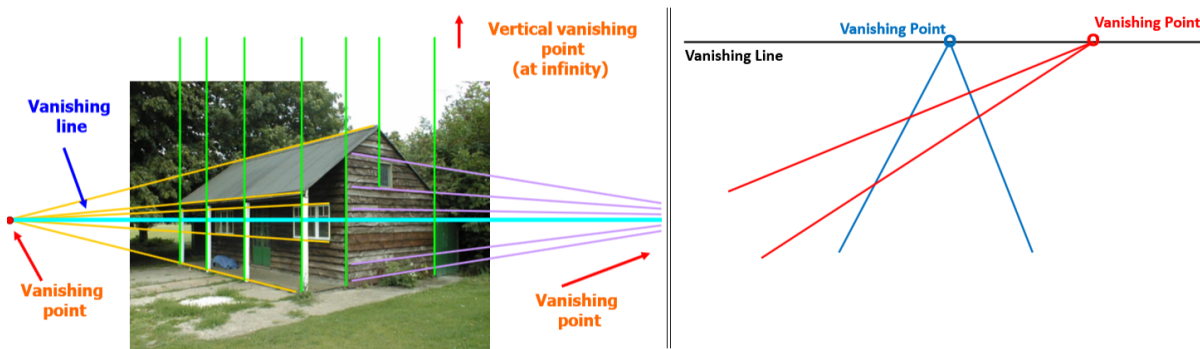 Vertical vanishing
point
(at infinity)
Vanishing
line
Vanishing
point
Vanishing
point
Vanishing Point
Vanishing Point
Vanishing Line